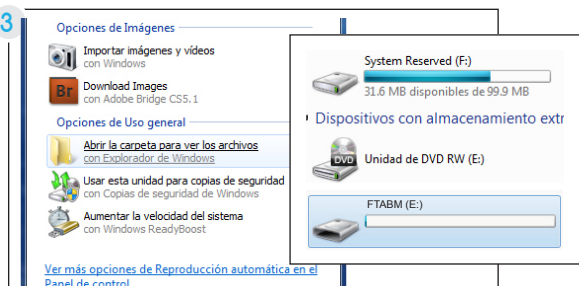 3
Opciones de Imágenes
Importar imágenes y vídeos
con Windows
Br
Download Images
con Adobe Bridge CS5.1
Opciones de Uso general
Abrir la carpeta para ver los archivos
con Explorador de Windows
Usar esta unidad para copias de seguridad
con Copias de seguridad de Windows
Aumentar la velocidad del sistema
con Windows ReadyBoost
Ver más opciones de Reproducción automática en el
Panel de control
System Reserved (F:)
31.6 MB disponibles de 99.9 MB
Dispositivos con almacenamiento extr
DVD
Unidad de DVD RW (E:)
FTABM (E:)